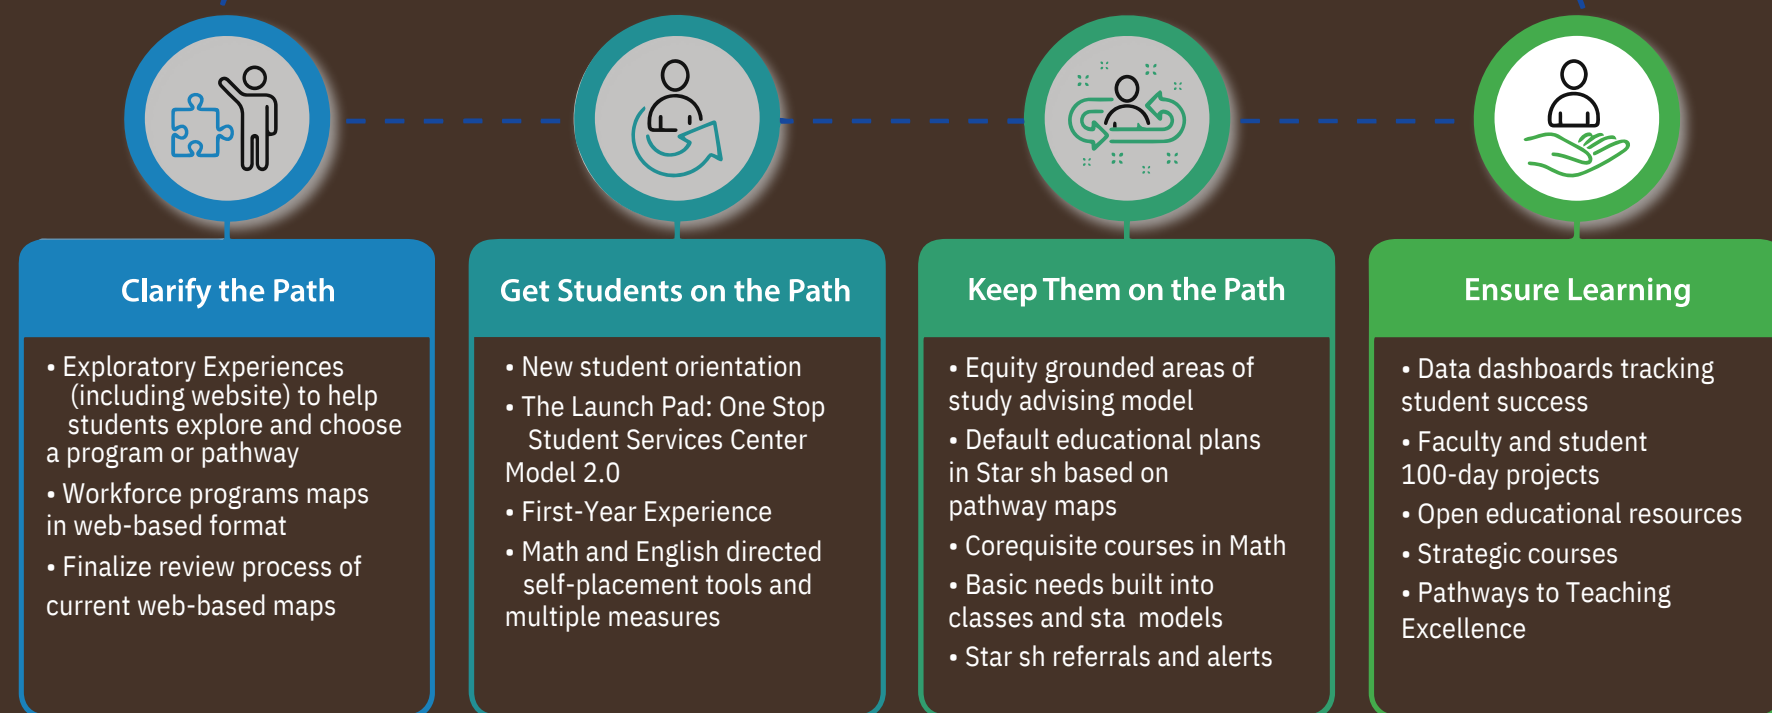 Clarify the Path
• Exploratory Experiences
(including website) to help
students explore and choose
a program or pathway
• Workforce programs maps
in web-based format
• Finalize review process of
current web-based maps
Get Students on the Path
• New student orientation
• The Launch Pad: One Stop
Student Services Center
Model 2.0
• First-Year Experience
• Math and English directed
self-placement tools and
multiple measures
Keep Them on the Path
• Equity grounded areas of
study advising model
• Default educational plans
in Star sh based on
pathway maps
• Corequisite courses in Math
• Basic needs built into
classes and sta  models
• Star sh referrals and alerts
Ensure Learning
• Data dashboards tracking
student success
• Faculty and student
100-day projects
• Open educational resources
• Strategic courses
• Pathways to Teaching
Excellence